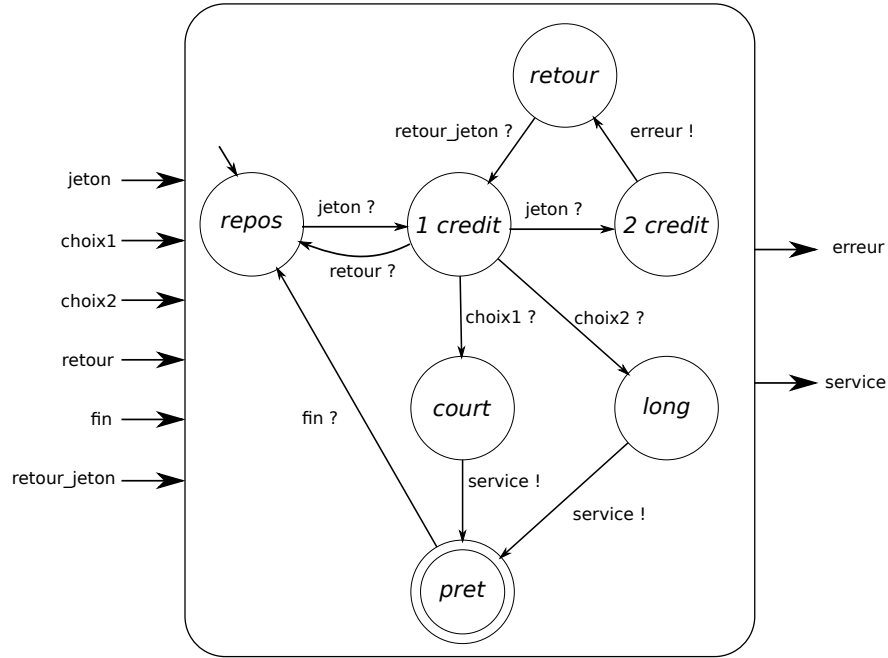 retour
retour_jeton ?
erreur !
jeton
repos
jeton ?
1 credit
jeton ?
2 credit
choix1
retour ?
erreur
choix2
choix1 ?
choix2 ?
retour
service
fin
fin ?
court
long
retour_jeton
service !
service !
pret